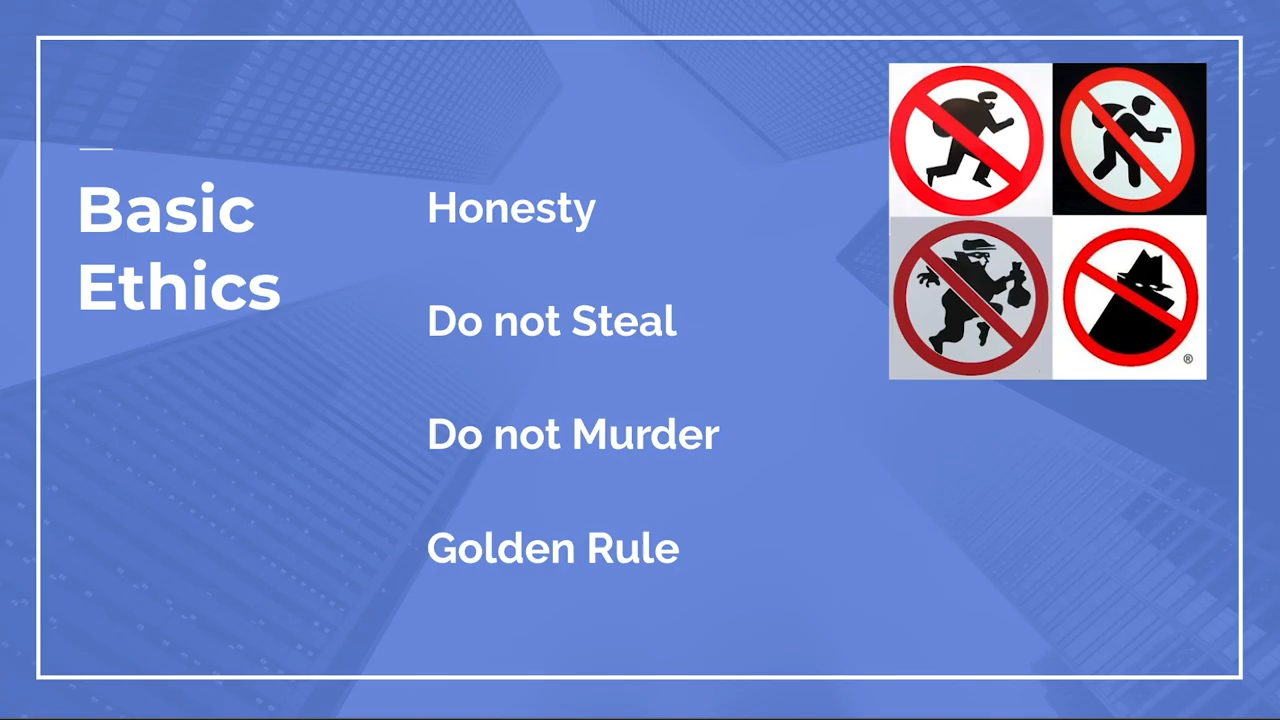 Basic
Ethics
Honesty
Do not Steal
Do not Murder
Golden Rule
®